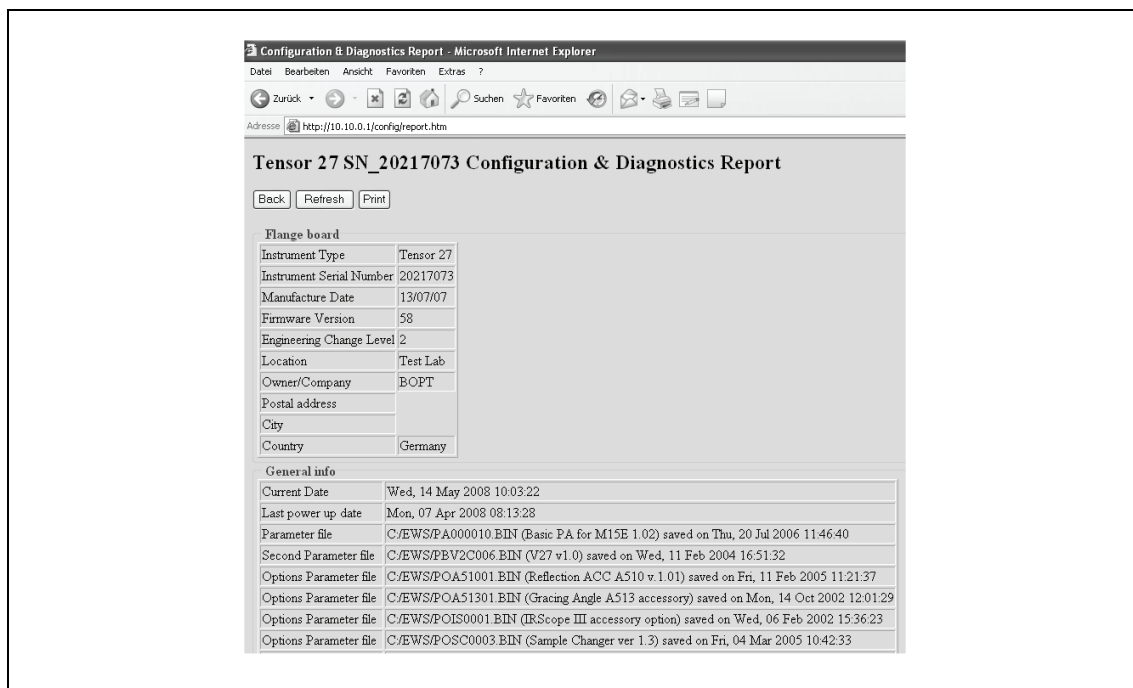 Configuration & Diagnostics Report - Microsoft Internet Explorer
Datei Bearbeiten Ansicht Favoriten Extras ?
Zurück Suchen Favoriten
Adresse http://10.10.0.1/config/report.htm
Tensor 27 SN_20217073 Configuration & Diagnostics Report
Back Refresh Print
Flange board
Instrument Type Tensor 27
Instrument Serial Number 20217073
Manufacture Date 13/07/07
Firmware Version 58
Engineering Change Level 2
Location Test Lab
Owner/Company BOPT
Postal address
City
Country Germany
General info
Current Date Wed, 14 May 2008 10:03:22
Last power up date Mon, 07 Apr 2008 08:13:28
Parameter file C:/EWS/PA000010.BIN (Basic PA for M15E 1.02) saved on Thu, 20 Jul 2006 11:46:40
Second Parameter file C:/EWS/PBV2C006.BIN (V27 v1.0) saved on Wed, 11 Feb 2004 16:51:32
Options Parameter file C:/EWS/POA51001.BIN (Reflection ACC A510 v.1.01) saved on Fri, 11 Feb 2005 11:21:37
Options Parameter file C:/EWS/POA51301.BIN (Gracing Angle A513 accessory) saved on Mon, 14 Oct 2002 12:01:29
Options Parameter file C:/EWS/POIS0001.BIN (IRScope III accessory option) saved on Wed, 06 Feb 2002 15:36:23
Options Parameter file C:/EWS/POSC0003.BIN (Sample Changer ver 1.3) saved on Fri, 04 Mar 2005 10:42:33